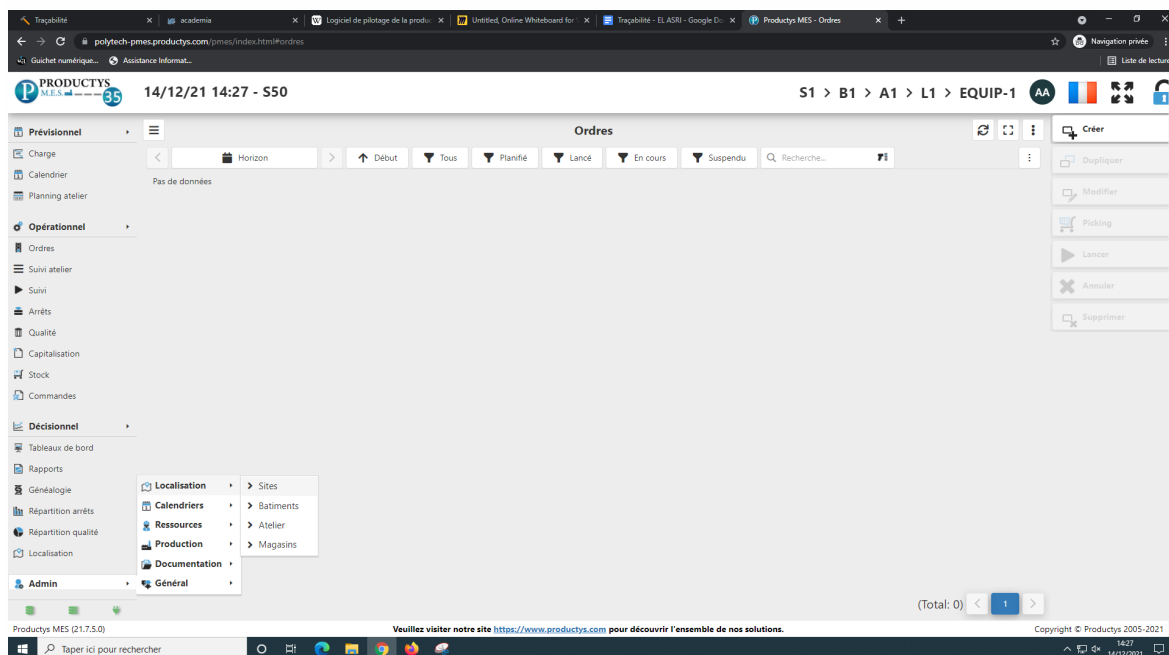 Traçabilité
academia
Logiciel de pilotage de la produc
Untitled, Online Whiteboard for
Traçabilité - EL ASRI - Google Do
Productys MES - Ordres
polytech-pmes.productys.com/pmes/index.html#ordres
Navigation privée
Guichet numérique...
Assistance Informat...
Liste de lecture
PRODUCTYS
M.E.S.
35
14/12/21 14:27 - S50
S1 > B1 > A1 > L1 > EQUIP-1
AA
Prévisionnel
Charge
Calendrier
Planning atelier
Opérationnel
Ordres
Suivi atelier
Suivi
Arrêts
Qualité
Capitalisation
Stock
Commandes
Décisionnel
Tableaux de bord
Rapports
Généalogie
Répartition arrêts
Répartition qualité
Localisation
Admin
Ordres
Horizon
Début
Tous
Planifié
Lancé
En cours
Suspendu
Recherche...
Pas de données
Créer
Dupliquer
Modifier
Picking
Lancer
Annuler
Supprimer
Localisation
Calendriers
Ressources
Production
Documentation
Général
Sites
Batiments
Atelier
Magasins
(Total: 0) < 1 >
Productys MES (21.7.5.0)
Veuillez visiter notre site https://www.productys.com pour découvrir l'ensemble de nos solutions.
Copyright © Productys 2005-2021
Taper ici pour rechercher
14:27
14/12/2021